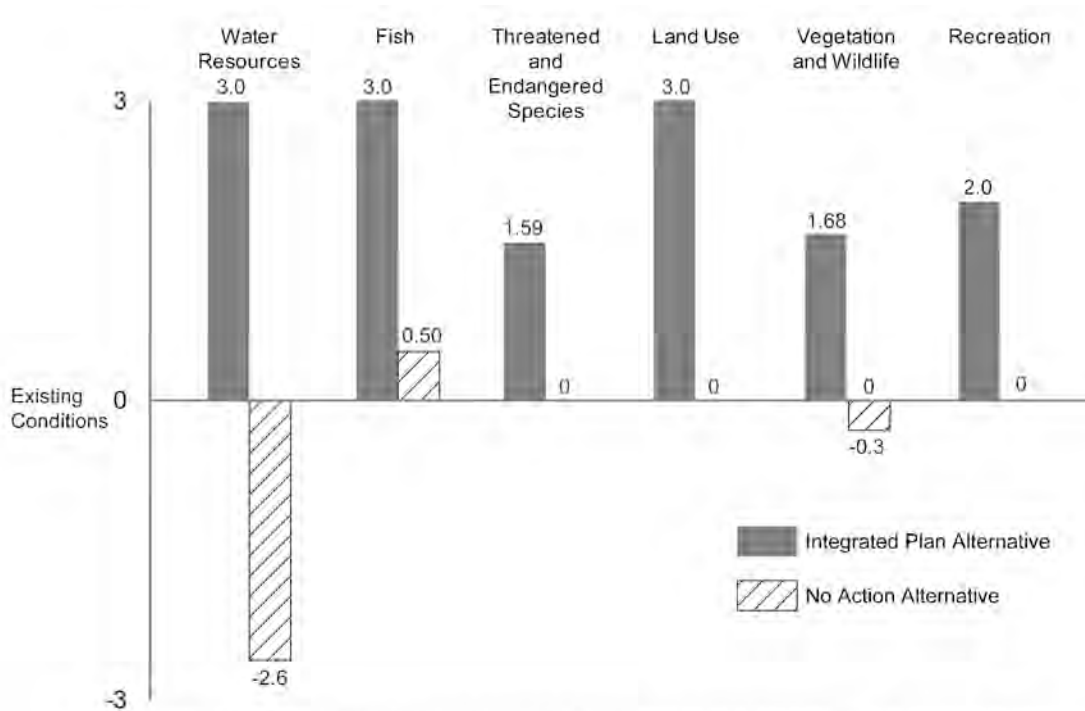 Water
Resources
Fish
Threatened
and
Endangered
Species
Land Use
Vegetation
and Wildlife
Recreation
3
3.0
3.0
1.59
3.0
1.68
2.0
0.50
0
0
0
0
Existing
Conditions
0
-0.3
-2.6
-3
Integrated Plan Alternative
No Action Alternative